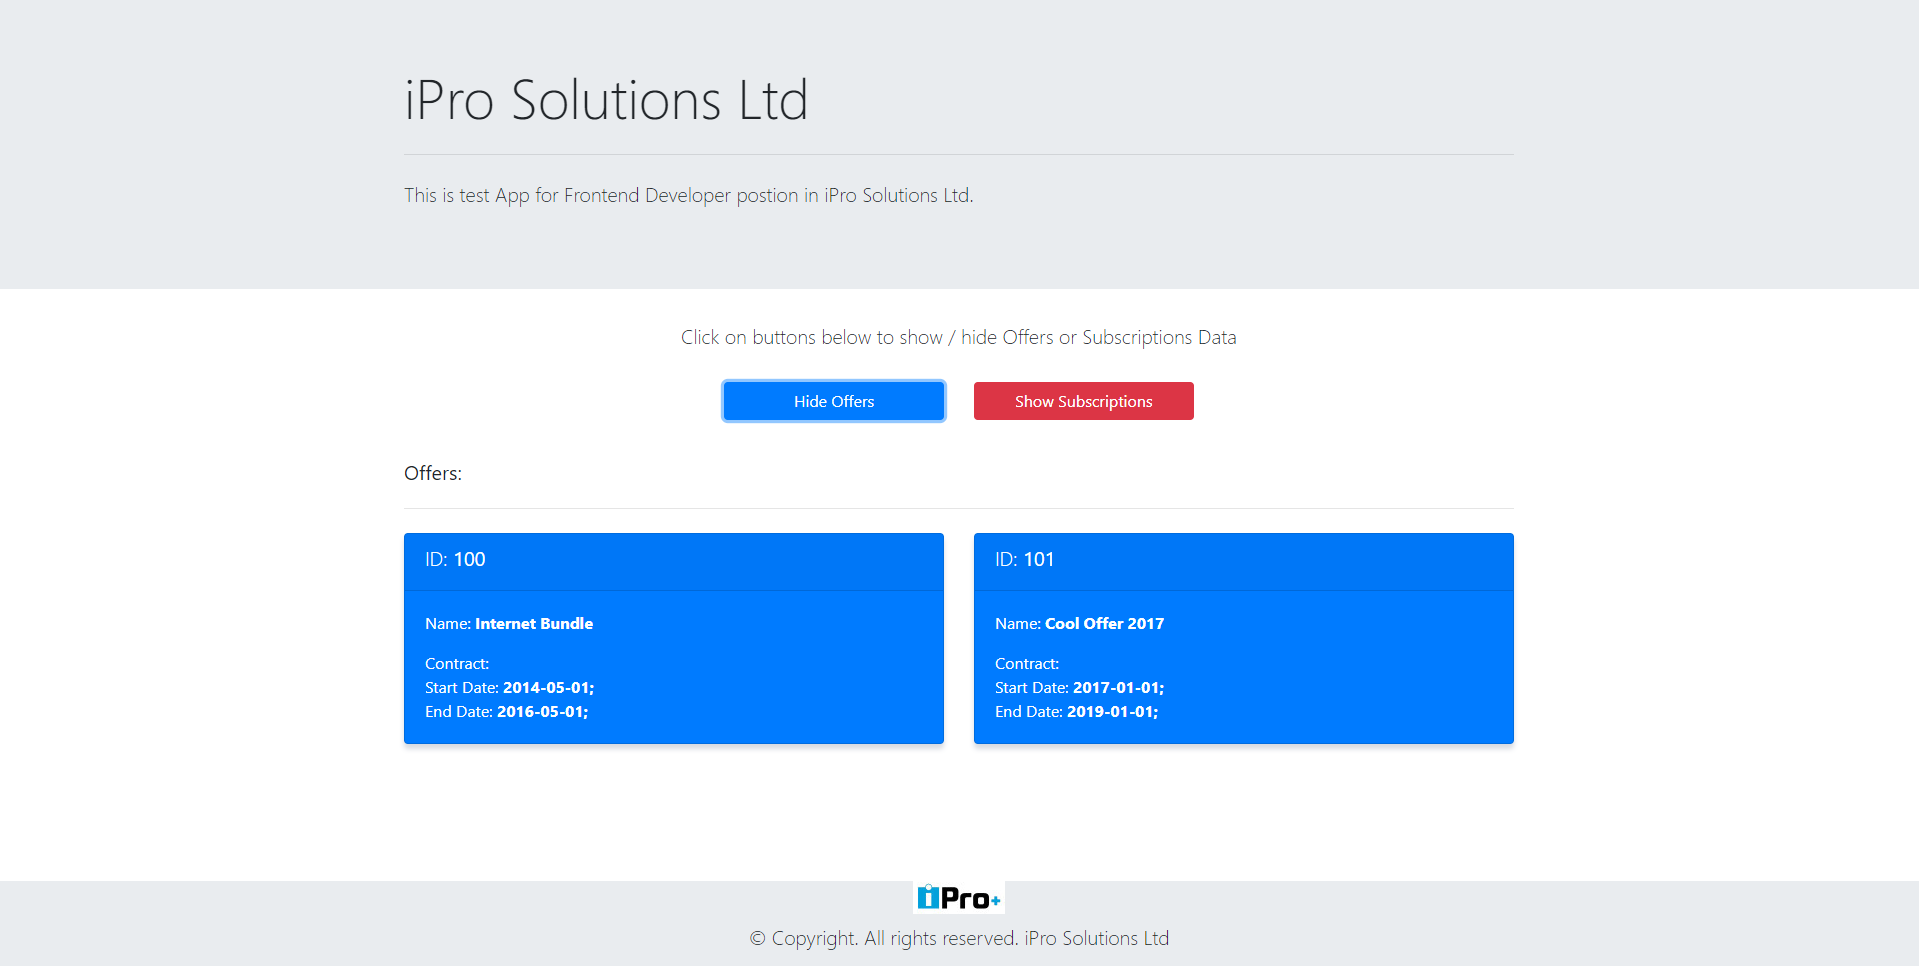 iPro Solutions Ltd
This is test App for Frontend Developer postion in iPro Solutions Ltd.
Click on buttons below to show / hide Offers or Subscriptions Data
Hide Offers
Show Subscriptions
Offers:
ID: 100
Name: Internet Bundle
Contract:
Start Date: 2014-05-01;
End Date: 2016-05-01;
ID: 101
Name: Cool Offer 2017
Contract:
Start Date: 2017-01-01;
End Date: 2019-01-01;
iPro+
© Copyright. All rights reserved. iPro Solutions Ltd